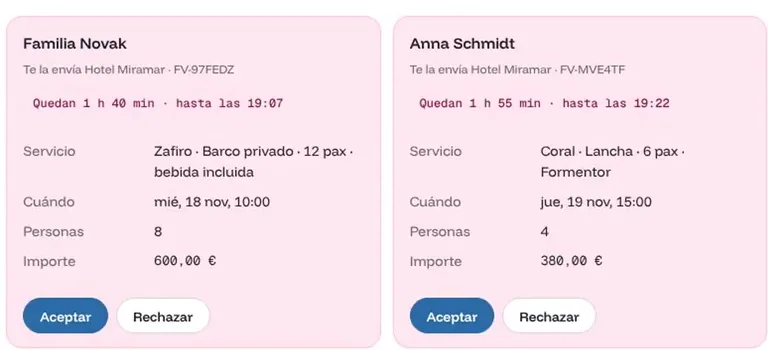 Familia Novak
Te la envía Hotel Miramar · FV-97FEDZ
Quedan 1 h 40 min · hasta las 19:07
Servicio
Zafiro · Barco privado · 12 pax ·
bebida incluida
Cuándo
mié, 18 nov, 10:00
Personas
8
Importe
600,00 €
Aceptar
Rechazar
Anna Schmidt
Te la envía Hotel Miramar · FV-MVE4TF
Quedan 1 h 55 min · hasta las 19:22
Servicio
Coral · Lancha · 6 pax ·
Formentor
Cuándo
jue, 19 nov, 15:00
Personas
4
Importe
380,00 €
Aceptar
Rechazar